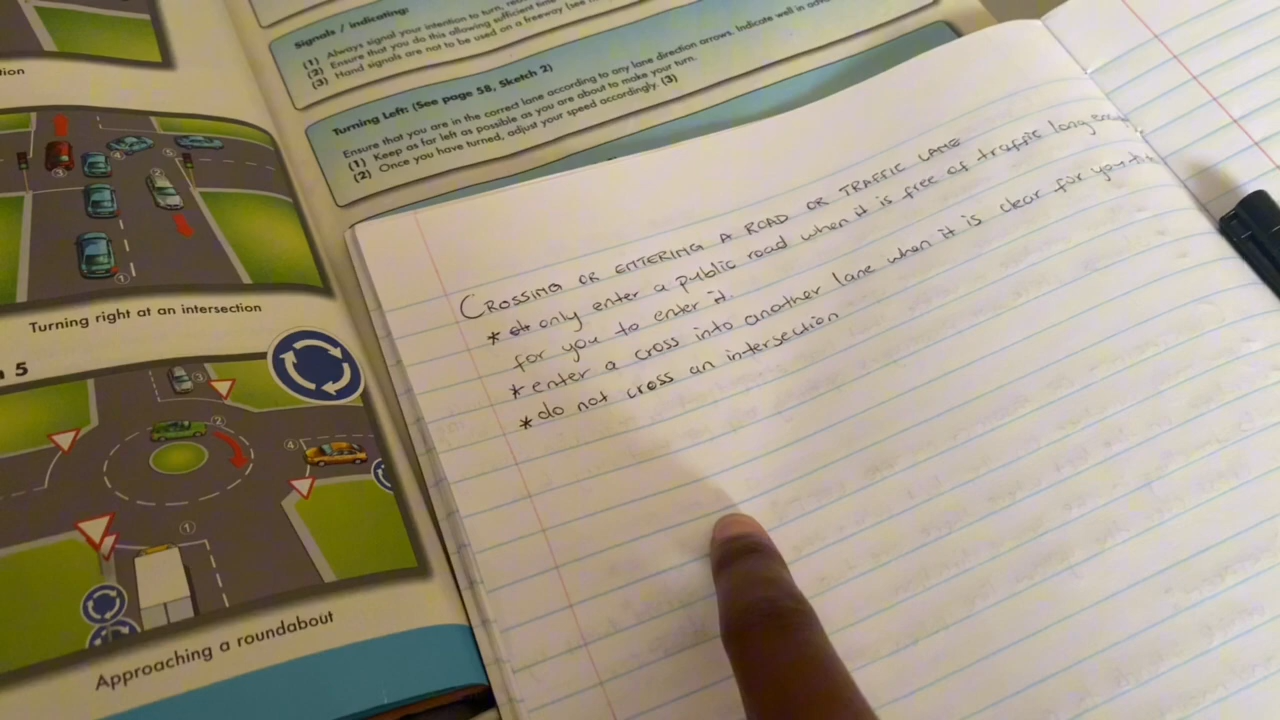 tion
Turning right at an intersection
5
Approaching a roundabout
Signals / indicating:
(1) Always signal your intention to turn,
(2) Ensure that you do this allowing sufficient time
(3) Hand signals are not to be used on a freeway (see
Turning Left: (See page 58, Sketch 2)
Ensure that you are in the correct lane according to any lane direction arrows. Indicate well in
(1) Keep as far left as possible as you are about to make your turn.
(2) Once you have turned, adjust your speed accordingly. (3)
CROSSING OR ENTERING A ROAD OR TRAFFIC LANE
* only enter a public road when it is free of traffic long
for you to enter it.
* enter a cross into another lane when it is clear for you
* do not cross an intersection